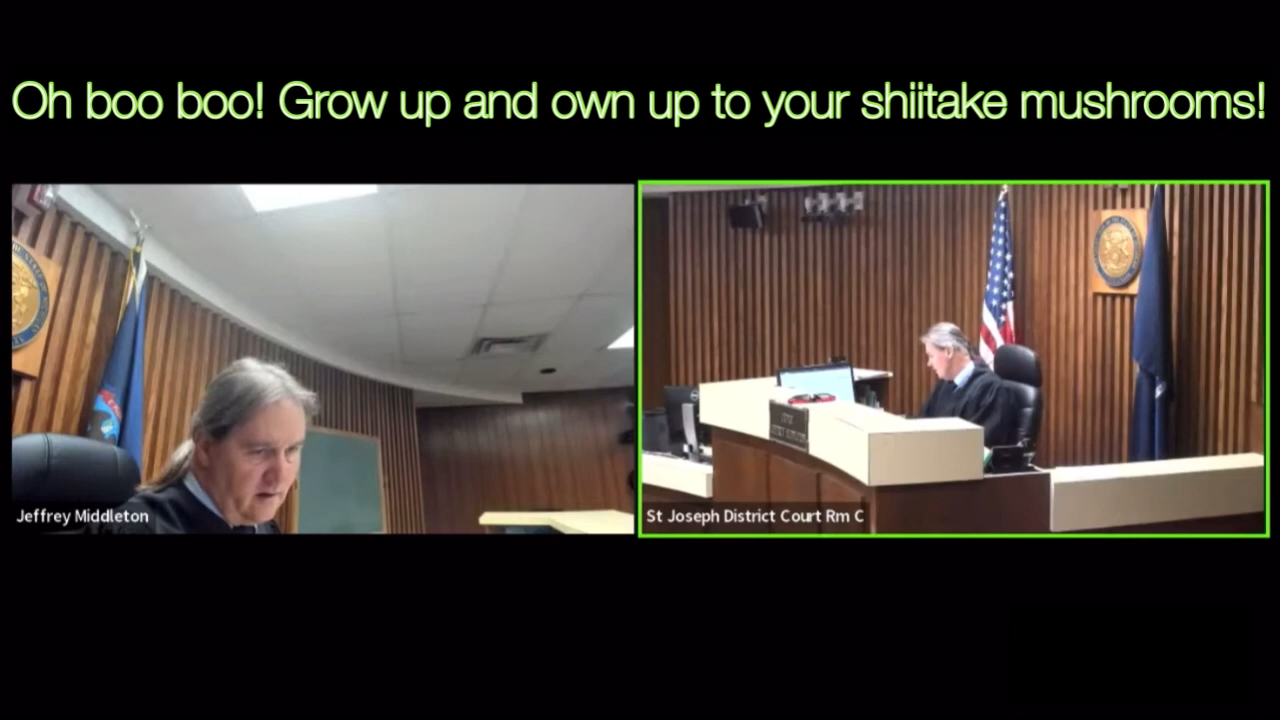 Oh boo boo! Grow up and own up to your shiitake mushrooms!
Jeffrey Middleton
St Joseph District Court Rm C